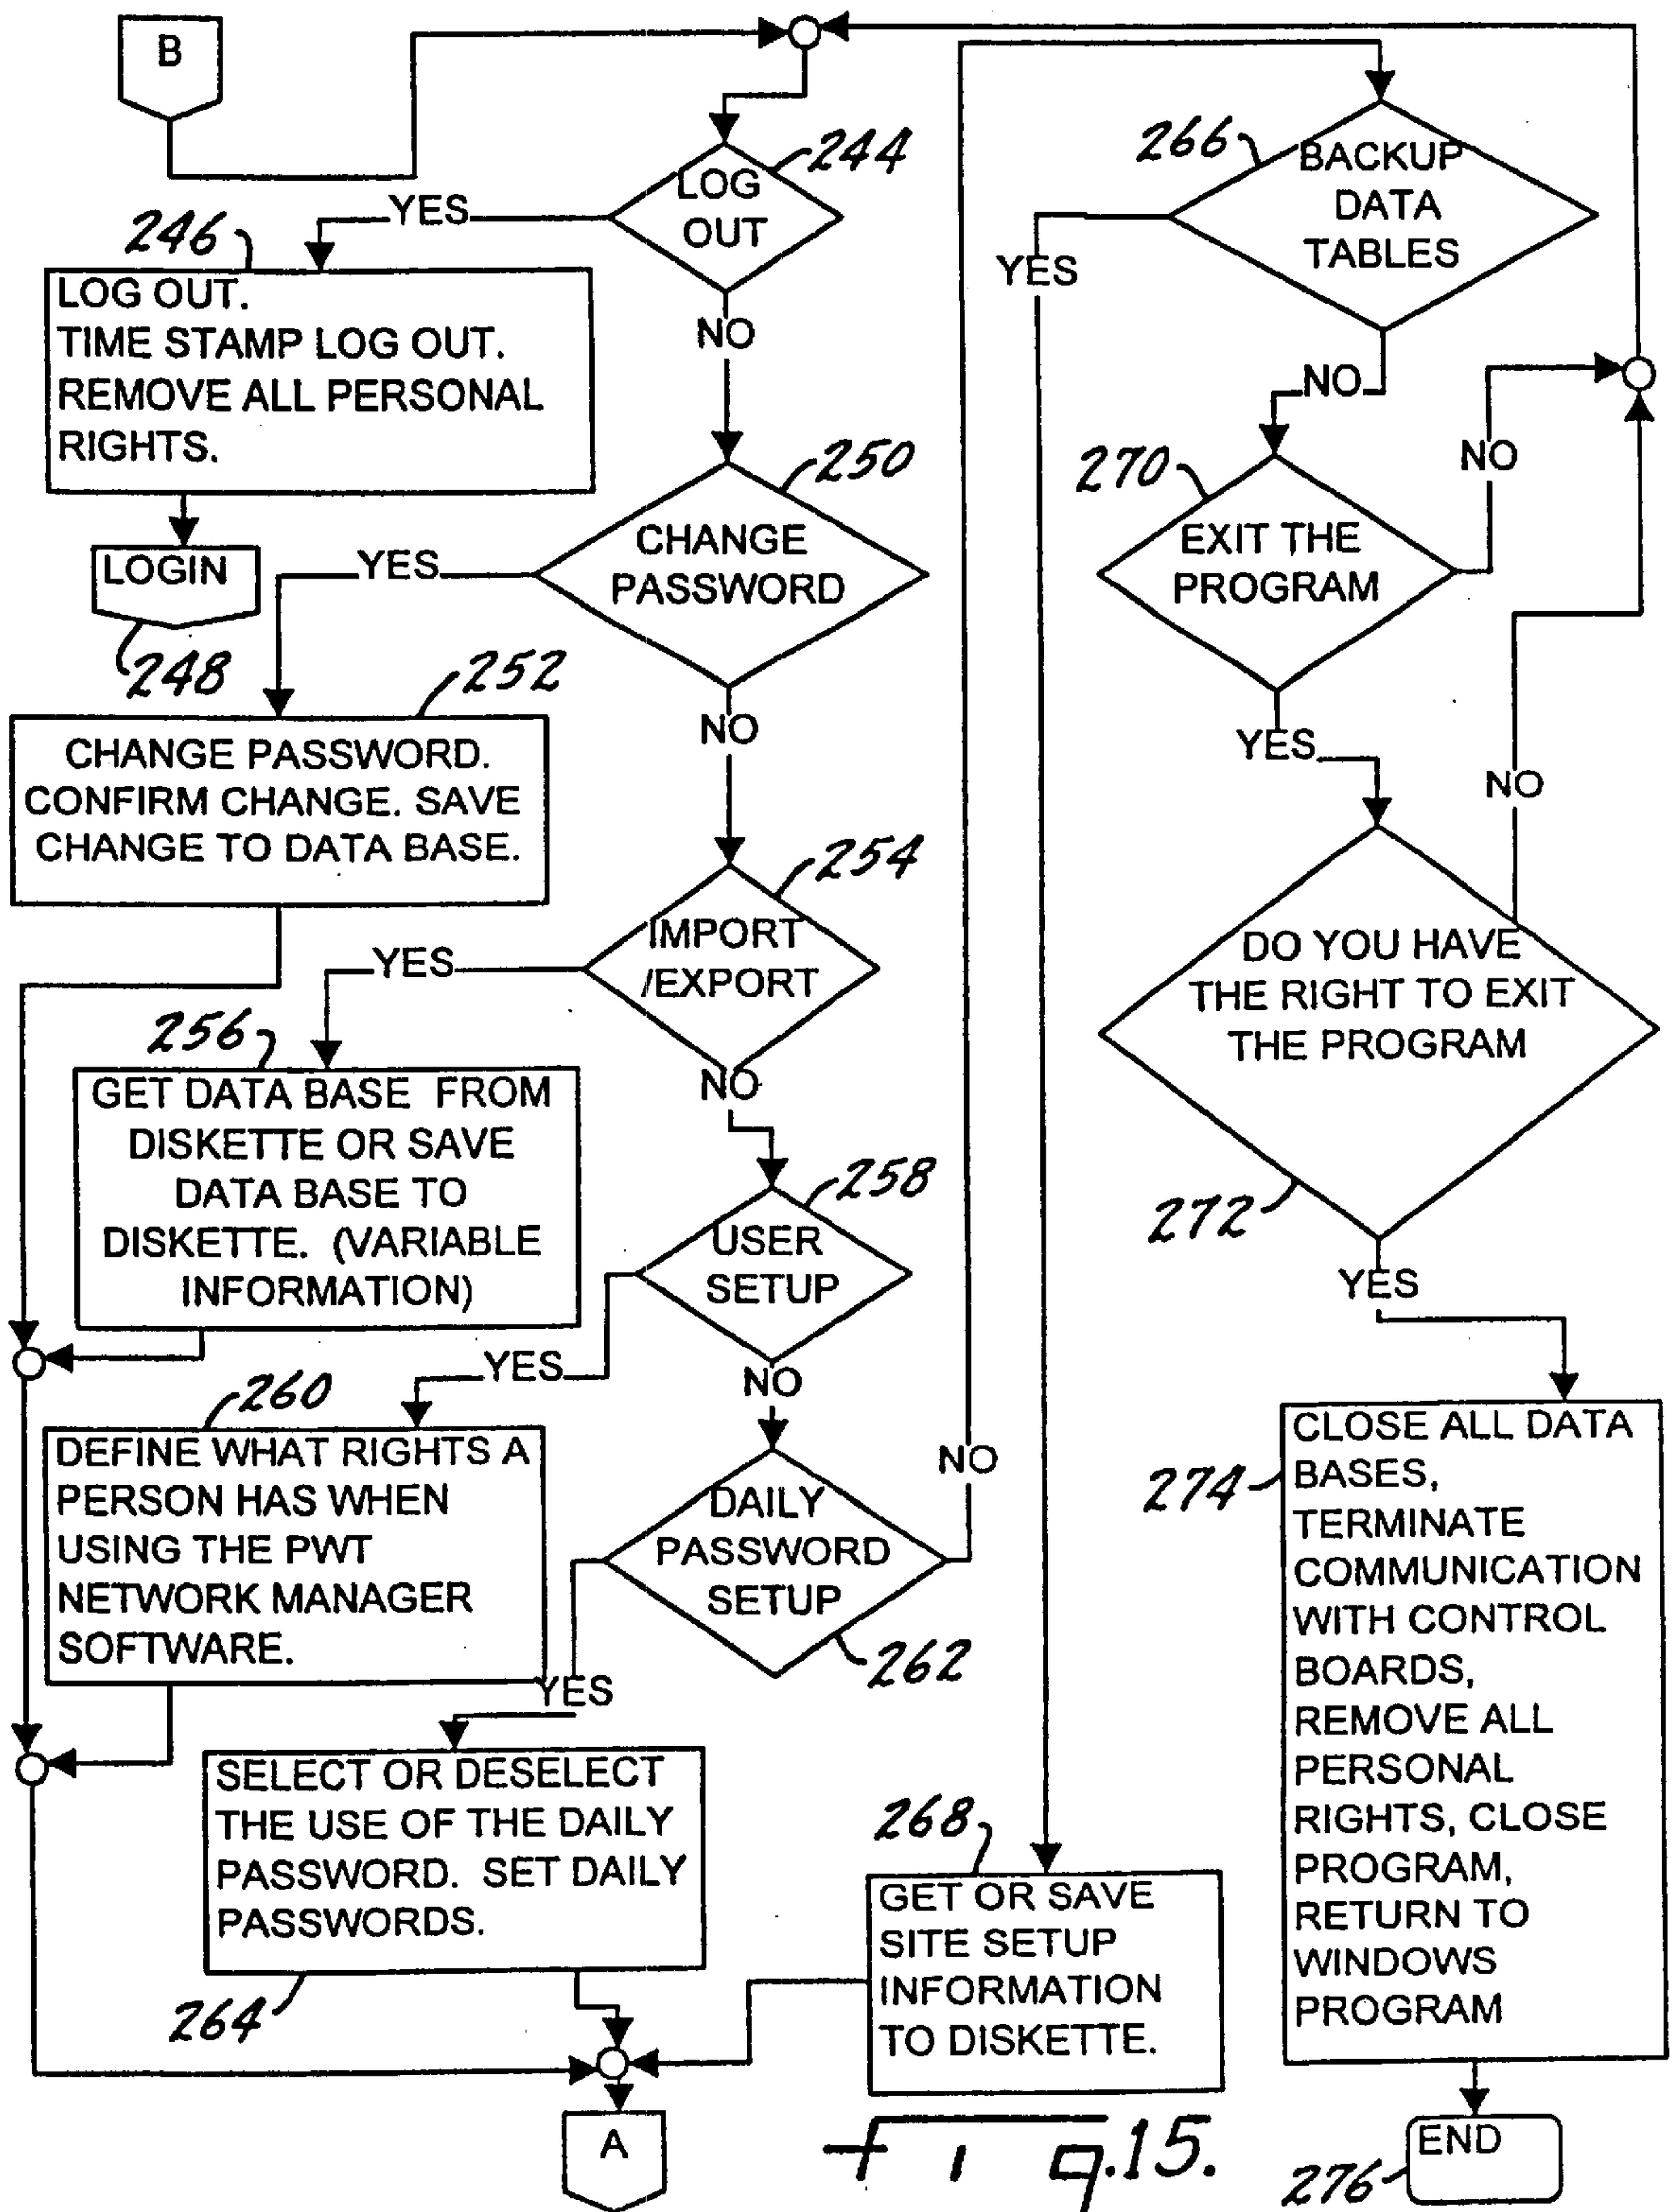 B
244
LOG
OUT
YES
NO
246
LOG OUT.
TIME STAMP LOG OUT.
REMOVE ALL PERSONAL
RIGHTS.
LOGIN
248
250
CHANGE
PASSWORD
YES
NO
252
CHANGE PASSWORD.
CONFIRM CHANGE. SAVE
CHANGE TO DATA BASE.
254
IMPORT
/EXPORT
YES
NO
256
GET DATA BASE FROM
DISKETTE OR SAVE
DATA BASE TO
DISKETTE. (VARIABLE
INFORMATION)
258
USER
SETUP
YES
NO
260
DEFINE WHAT RIGHTS A
PERSON HAS WHEN
USING THE PWT
NETWORK MANAGER
SOFTWARE.
DAILY
PASSWORD
SETUP
262
YES
NO
SELECT OR DESELECT
THE USE OF THE DAILY
PASSWORD. SET DAILY
PASSWORDS.
264
A
266
BACKUP
DATA
TABLES
YES
NO
268
GET OR SAVE
SITE SETUP
INFORMATION
TO DISKETTE.
270
EXIT THE
PROGRAM
NO
YES
DO YOU HAVE
THE RIGHT TO EXIT
THE PROGRAM
272
NO
YES
274
CLOSE ALL DATA
BASES,
TERMINATE
COMMUNICATION
WITH CONTROL
BOARDS,
REMOVE ALL
PERSONAL
RIGHTS, CLOSE
PROGRAM,
RETURN TO
WINDOWS
PROGRAM
END
276
Fig.15.